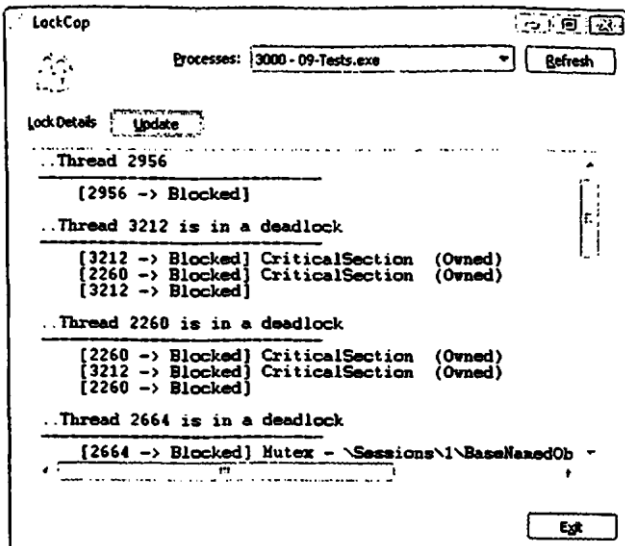 LockCop
Processes: 3000 - 09-Tests.exe Refresh
Lock Details Update
..Thread 2956
[2956 -> Blocked]
..Thread 3212 is in a deadlock
[3212 -> Blocked] CriticalSection (Owned)
[2260 -> Blocked] CriticalSection (Owned)
[3212 -> Blocked]
..Thread 2260 is in a deadlock
[2260 -> Blocked] CriticalSection (Owned)
[3212 -> Blocked] CriticalSection (Owned)
[2260 -> Blocked]
..Thread 2664 is in a deadlock
[2664 -> Blocked] Mutex - \Sessions\1\BaseNamedOb
Exit